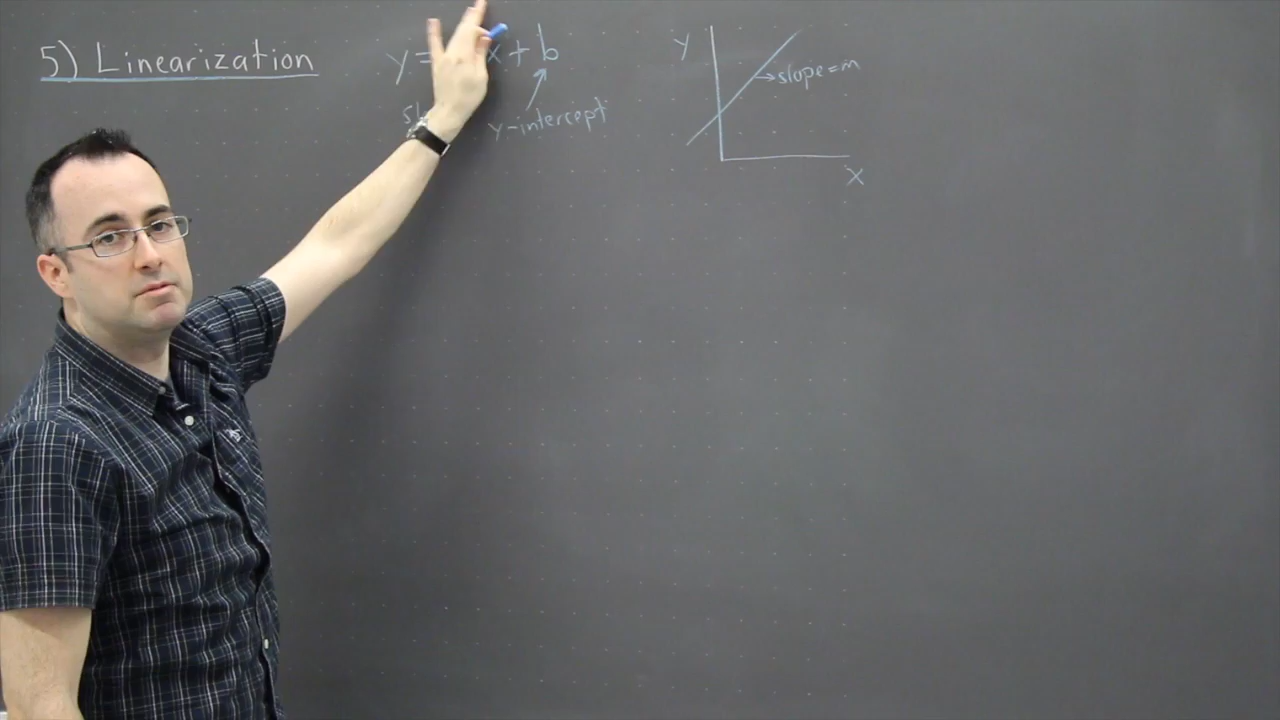 5) Linearization
y = x + b
y-intercept
y
slope=m
x